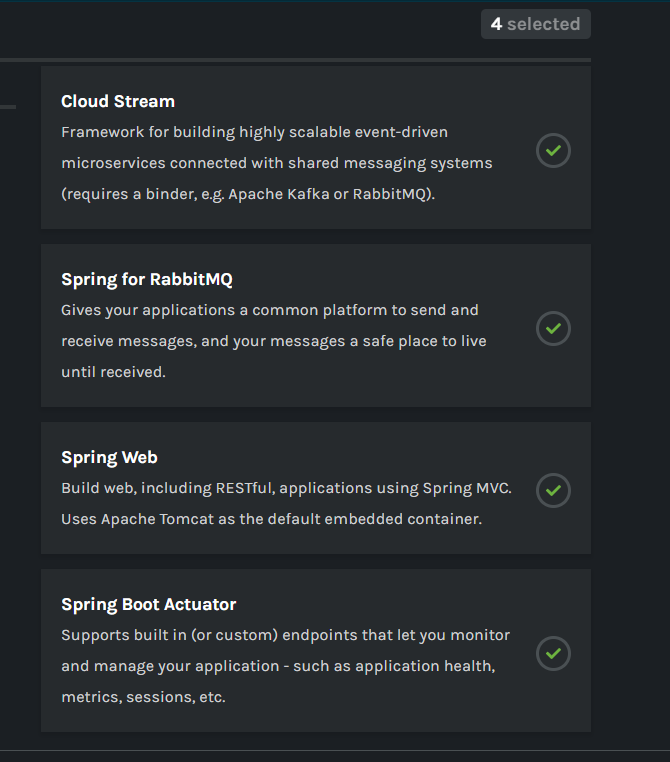 4 selected
Cloud Stream
Framework for building highly scalable event-driven
microservices connected with shared messaging systems
(requires a binder, e.g. Apache Kafka or RabbitMQ).
Spring for RabbitMQ
Gives your applications a common platform to send and
receive messages, and your messages a safe place to live
until received.
Spring Web
Build web, including RESTful, applications using Spring MVC.
Uses Apache Tomcat as the default embedded container.
Spring Boot Actuator
Supports built in (or custom) endpoints that let you monitor
and manage your application - such as application health,
metrics, sessions, etc.